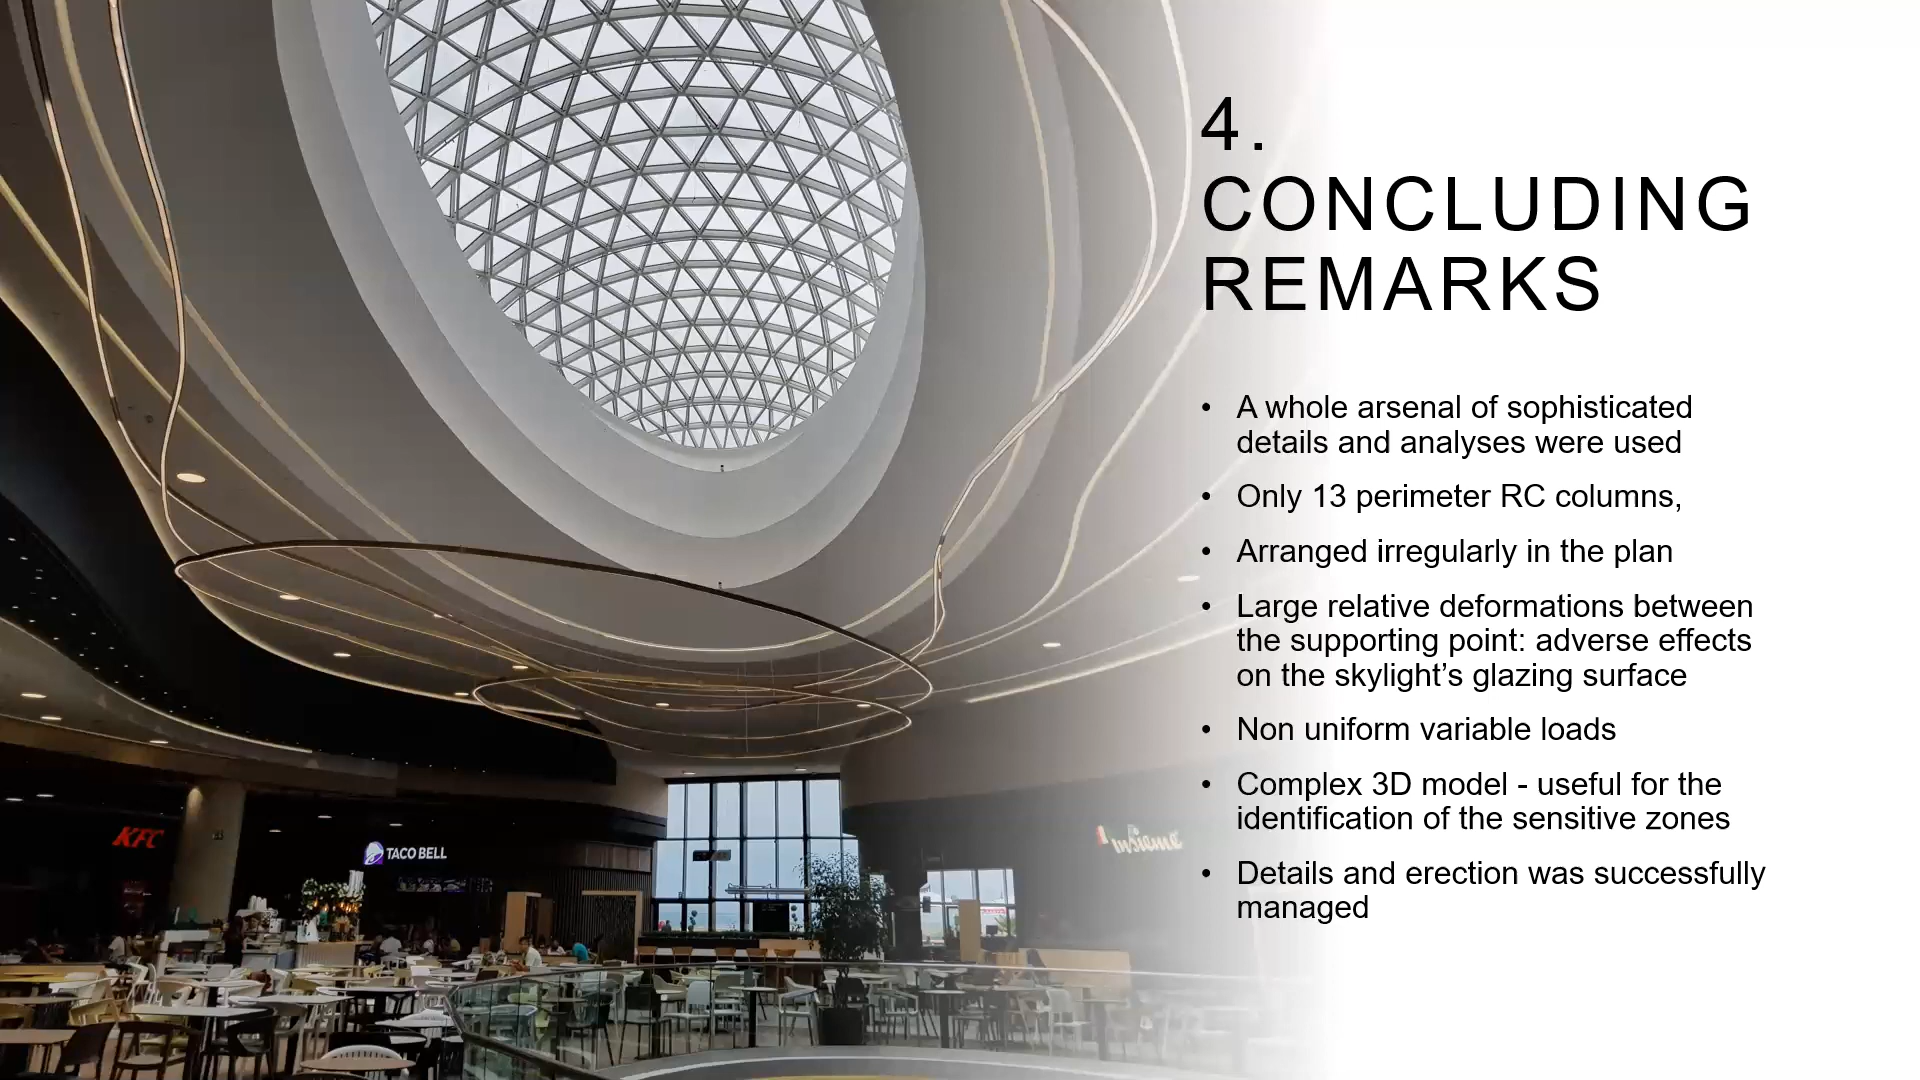 4.
CONCLUDING
REMARKS
• A whole arsenal of sophisticated
details and analyses were used
• Only 13 perimeter RC columns,
• Arranged irregularly in the plan
• Large relative deformations between
the supporting point: adverse effects
on the skylight’s glazing surface
• Non uniform variable loads
• Complex 3D model - useful for the
identification of the sensitive zones
• Details and erection was successfully
managed
KFC
TACO BELL
insieme